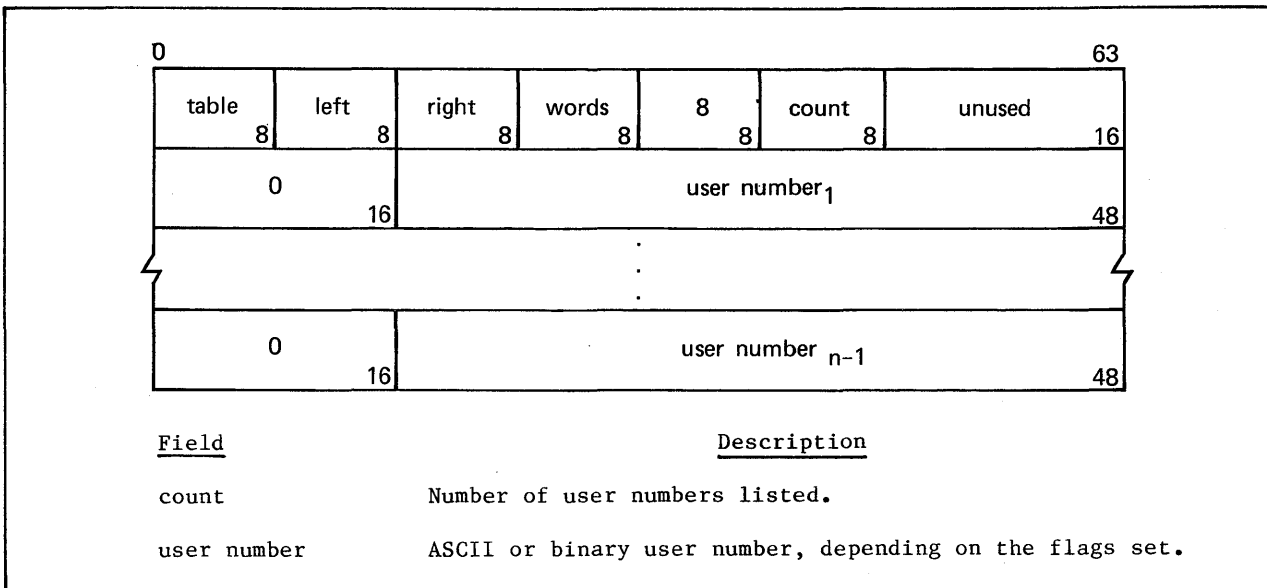 0 63
table left right words 8 count unused
8 8 8 8 8 8 16
0 user number1
16 48
.
.
.
0 user number n-1
16 48
Field Description
count Number of user numbers listed.
user number ASCII or binary user number, depending on the flags set.